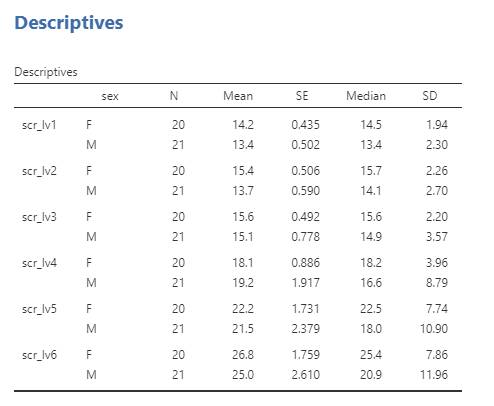 Descriptives
Descriptives
sex N Mean SE Median SD
scr_lv1 F 20 14.2 0.435 14.5 1.94
M 21 13.4 0.502 13.4 2.30
scr_lv2 F 20 15.4 0.506 15.7 2.26
M 21 13.7 0.590 14.1 2.70
scr_lv3 F 20 15.6 0.492 15.6 2.20
M 21 15.1 0.778 14.9 3.57
scr_lv4 F 20 18.1 0.886 18.2 3.96
M 21 19.2 1.917 16.6 8.79
scr_lv5 F 20 22.2 1.731 22.5 7.74
M 21 21.5 2.379 18.0 10.90
scr_lv6 F 20 26.8 1.759 25.4 7.86
M 21 25.0 2.610 20.9 11.96